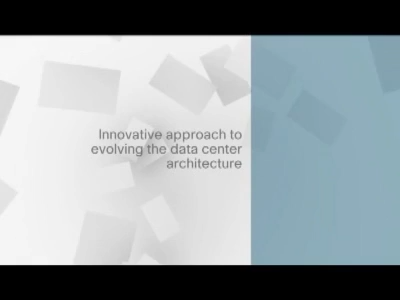 Innovative approach to
evolving the data center
architecture